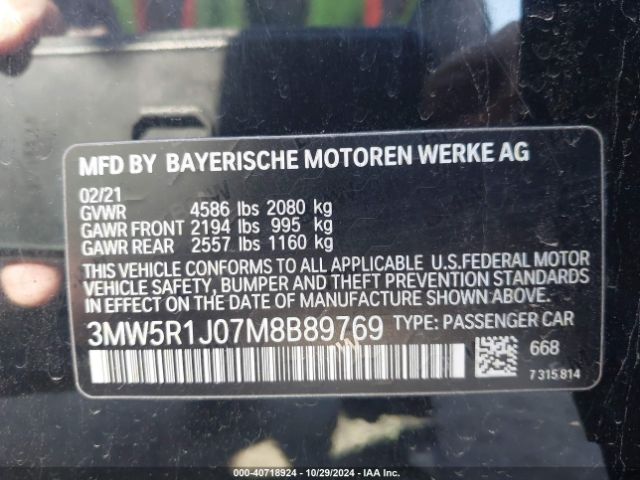 MFD BY BAYERISCHE MOTOREN WERKE AG
02/21
GVWR 4586 lbs 2080 kg
GAWR FRONT 2194 lbs 995 kg
GAWR REAR 2557 lbs 1160 kg
THIS VEHICLE CONFORMS TO ALL APPLICABLE U.S.FEDERAL MOTOR
VEHICLE SAFETY, BUMPER AND THEFT PREVENTION STANDARDS
IN EFFECT ON THE DATE OF MANUFACTURE SHOWN ABOVE.
3MW5R1J07M8B89769 TYPE: PASSENGER CAR
668
7 315 814
000-40718924 - 10/29/2024 - IAA Inc.